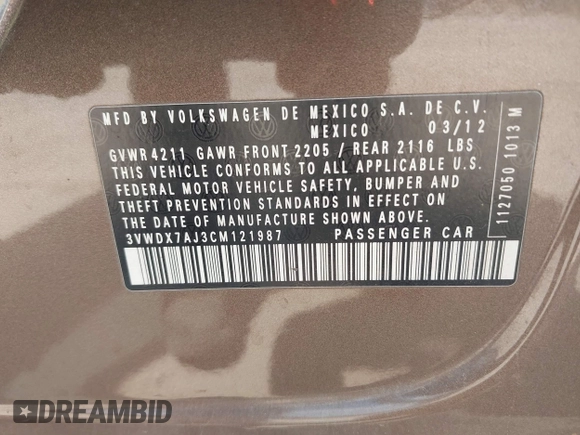 MFD BY VOLKSWAGEN DE MEXICO S.A. DE C.V.
MEXICO 03/12
GVWR 4211 GAWR FRONT 2205 / REAR 2116 LBS
THIS VEHICLE CONFORMS TO ALL APPLICABLE U.S.
FEDERAL MOTOR VEHICLE SAFETY, BUMPER AND
THEFT PREVENTION STANDARDS IN EFFECT ON
THE DATE OF MANUFACTURE SHOWN ABOVE.
3VWDX7AJ3CM121987 PASSENGER CAR
1127050 1013 M
DREAMBID